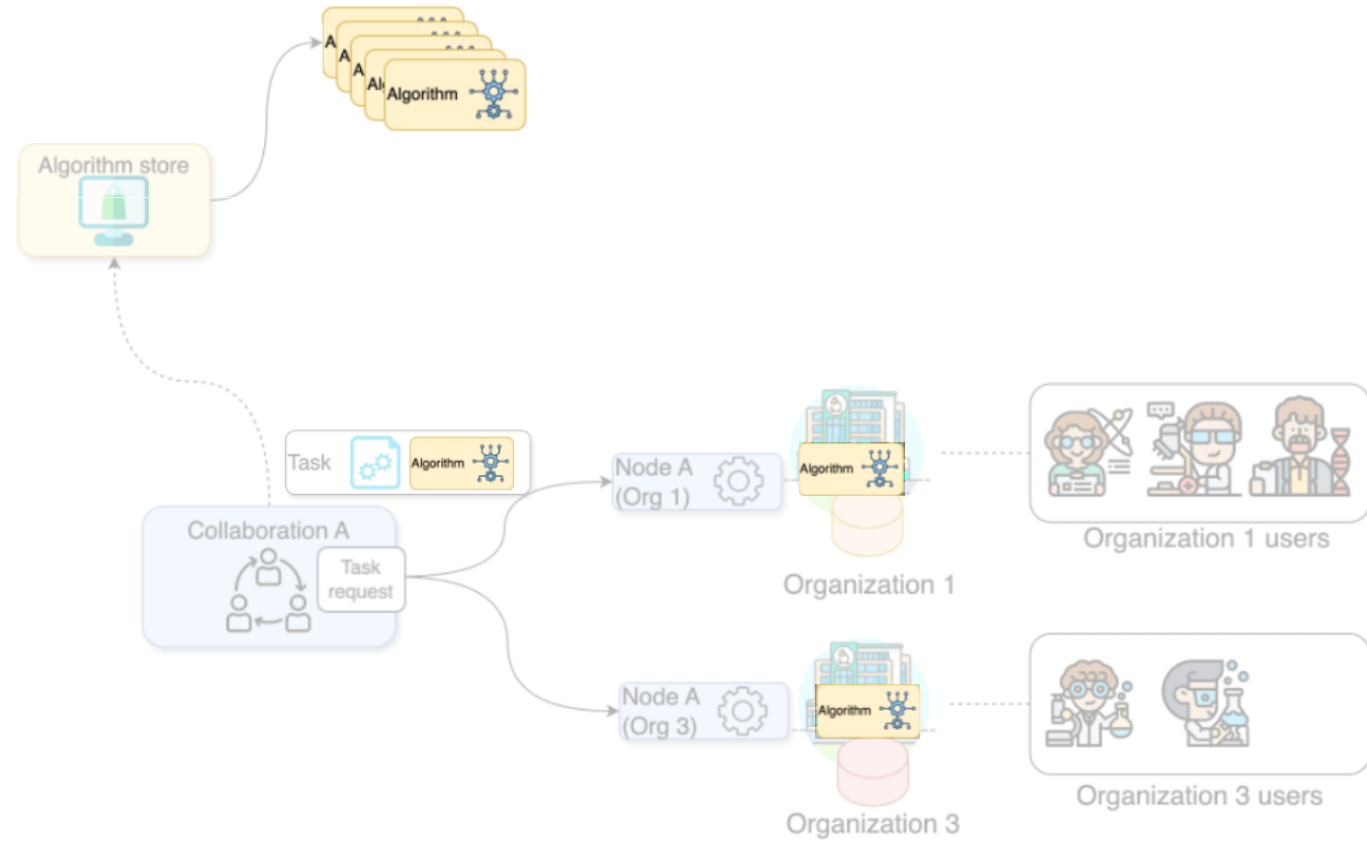 A
A
A
Al
Algorithm
Algorithm store
Task
Algorithm
Node A
(Org 1)
Algorithm
Organization 1 users
Collaboration A
Task
request
Organization 1
Node A
(Org 3)
Algorithm
Organization 3 users
Organization 3